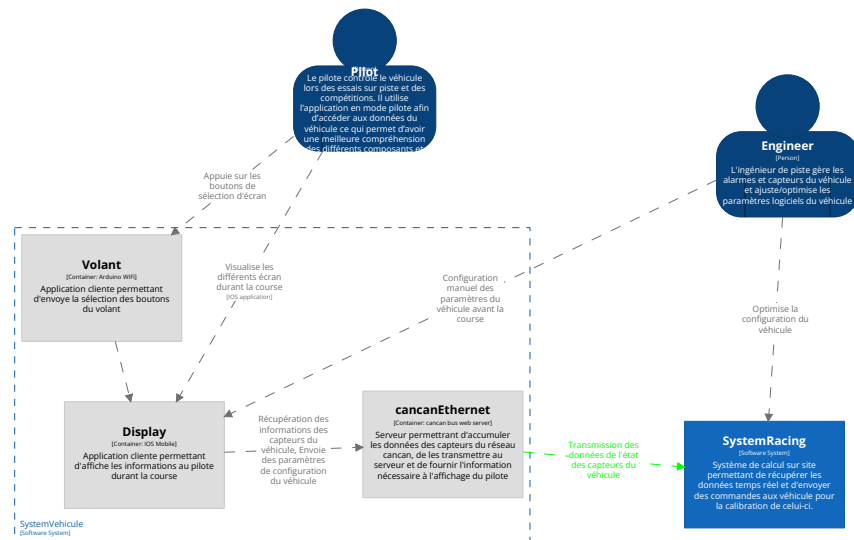 Pilot
Le pilote contrôle le véhicule
lors des essais sur piste et des
compétitions. Il utilise
l'application en mode pilote afin
d'accéder aux données du
véhicule ce qui permet d'avoir
une meilleure compréhension
des différents composants et
Engineer
[Person]
L'ingénieur de piste gère les
alarmes et capteurs du véhicule
et ajuste/optimise les
paramètres logiciels du véhicule
Appuie sur les
boutons de
sélection d'écran
Volant
[Container: Arduino WiFi]
Application cliente permettant
d'envoye la sélection des boutons
du volant
Visualise les
différents écran
durant la course
[IOS application]
Configuration
manuel des
paramètres du
véhicule avant la
course
Optimise la
configuration du
véhicule
Display
[Container: IOS Mobile]
Application cliente permettant
d'affiche les informations au pilote
durant la course
Récupération des
informations des
capteurs du
véhicule, Envoie
des paramètres
de configuration
du véhicule
cancanEthernet
[Container: cancan bus web server]
Serveur permettrant d'accumuler
les données des capteurs du réseau
cancan, de les transmettre au
serveur et de fournir l'information
nécessaire à l'affichage du pilote
Transmission des
données de l'état
des capteurs du
véhicule
SystemRacing
[Software System]
Système de calcul sur site
permettant de récupérer les
données temps réel et d'envoyer
des commandes aux véhicule pour
la calibration de celui-ci.
SystemVehicule
[Software System]